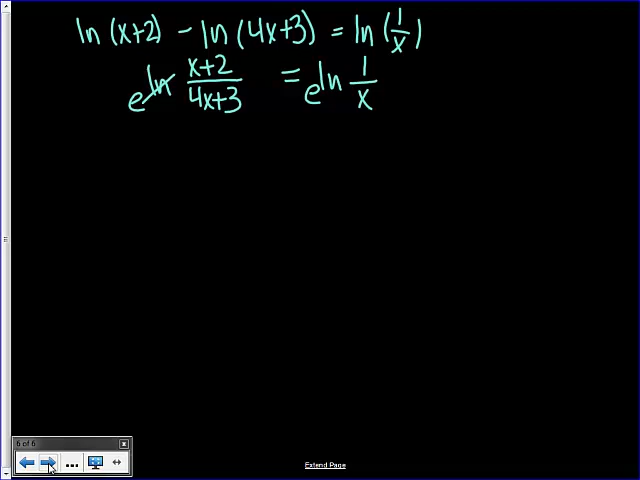 ln(x+2) - ln(4x+3) = ln(1/x)
e^ln (x+2)/(4x+3) = e^ln 1/x
6 of 6
Extend Page